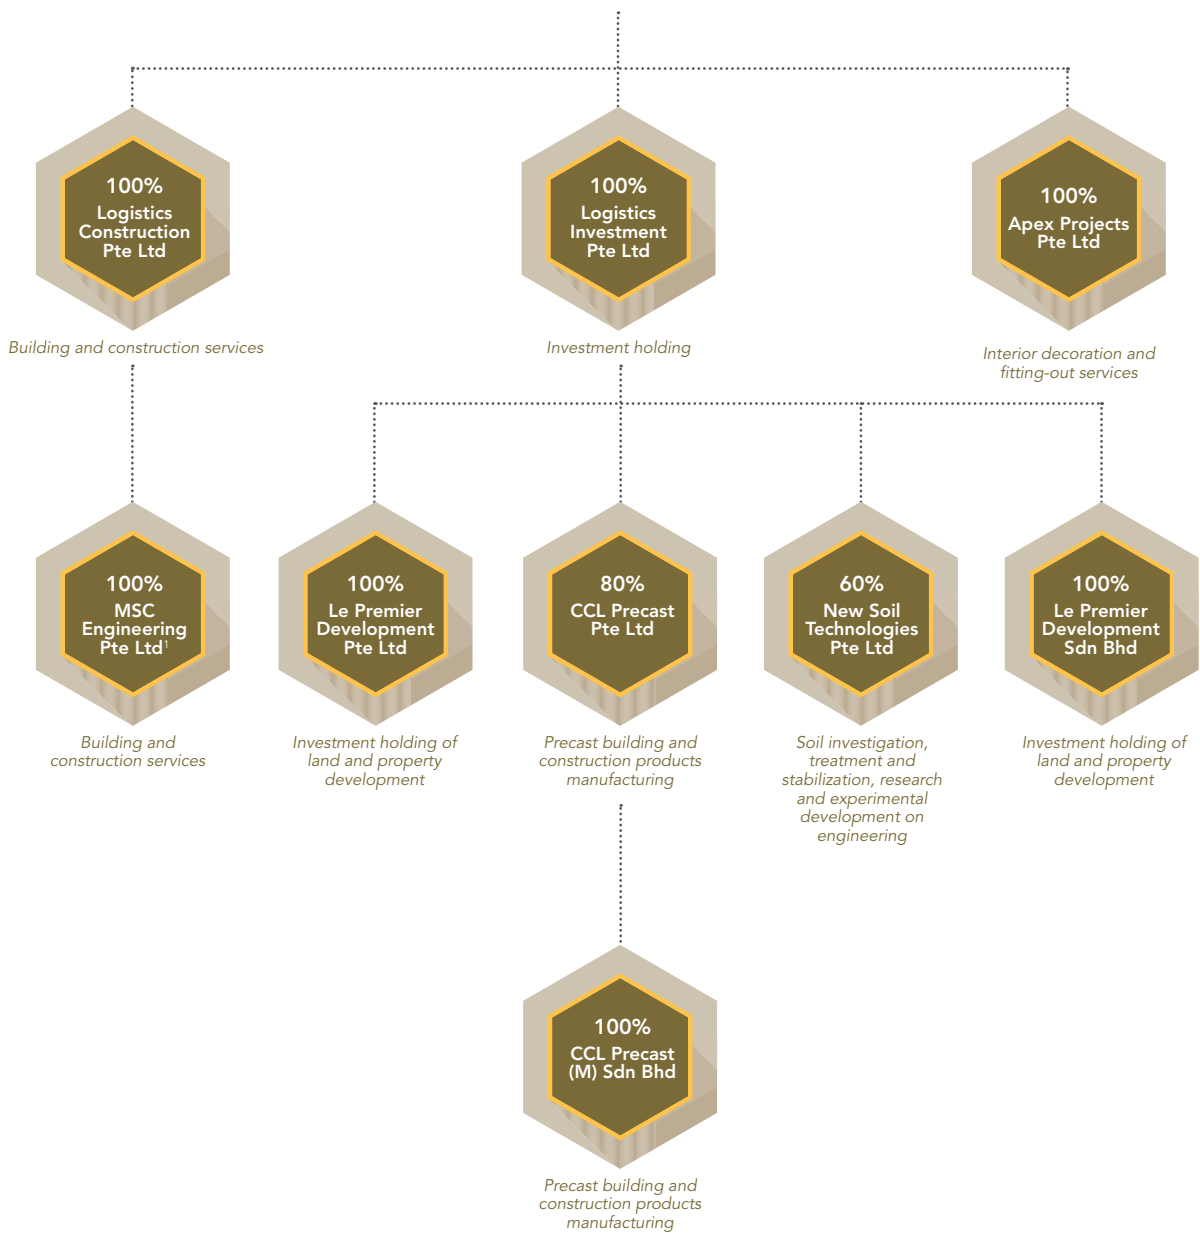 100%
Logistics
Construction
Pte Ltd
Building and construction services
100%
Logistics
Investment
Pte Ltd
Investment holding
100%
Apex Projects
Pte Ltd
Interior decoration and
fitting-out services
100%
MSC
Engineering
Pte Ltd¹
Building and
construction services
100%
Le Premier
Development
Pte Ltd
Investment holding of
land and property
development
80%
CCL Precast
Pte Ltd
Precast building and
construction products
manufacturing
60%
New Soil
Technologies
Pte Ltd
Soil investigation,
treatment and
stabilization, research
and experimental
development on
engineering
100%
Le Premier
Development
Sdn Bhd
Investment holding of
land and property
development
100%
CCL Precast
(M) Sdn Bhd
Precast building and
construction products
manufacturing